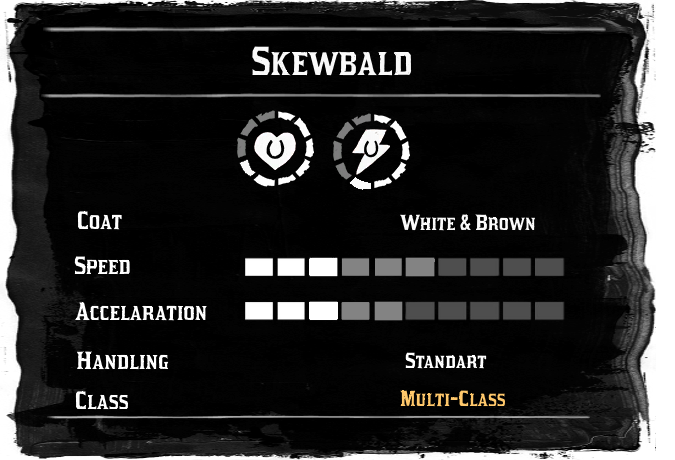 Skewbald
Coat White & Brown
Speed
Accelaration
Handling Standart
Class Multi-Class